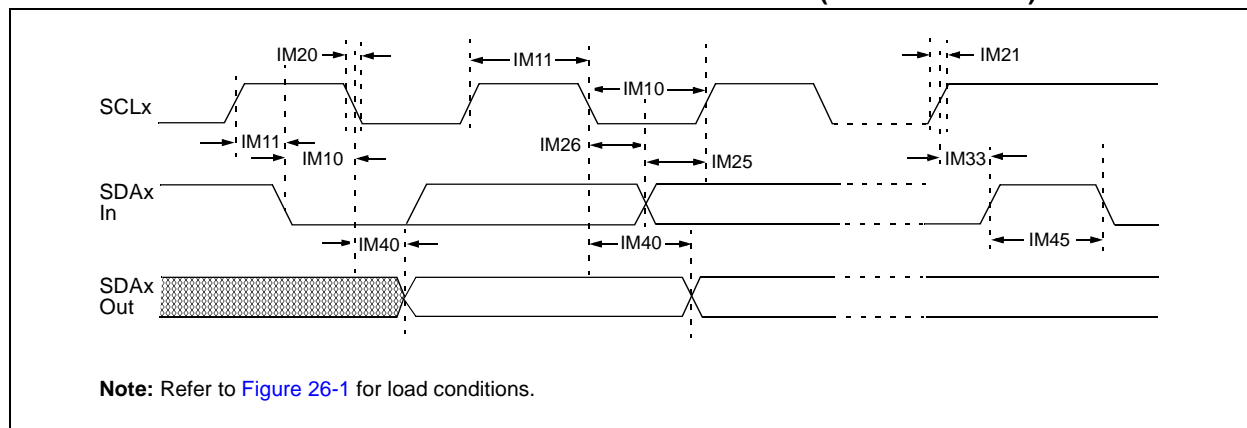 IM20
IM11
IM21
SCLx
IM10
IM11
IM10
IM26
IM25
IM33
SDAx
In
IM40
IM40
IM45
SDAx
Out
Note: Refer to Figure 26-1 for load conditions.